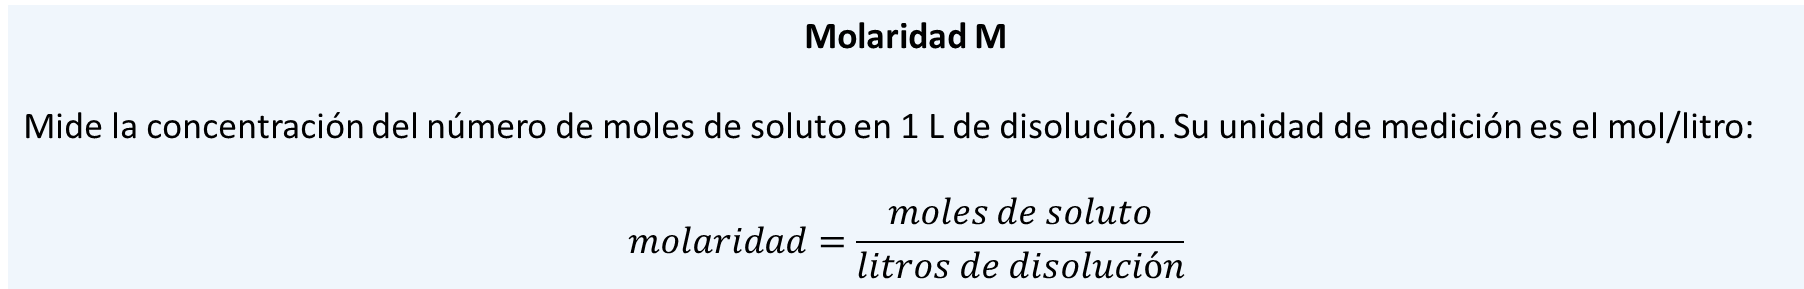 Molaridad M
Mide la concentración del número de moles de soluto en 1 L de disolución. Su unidad de medición es el mol/litro:
molaridad = moles de soluto / litros de disolución